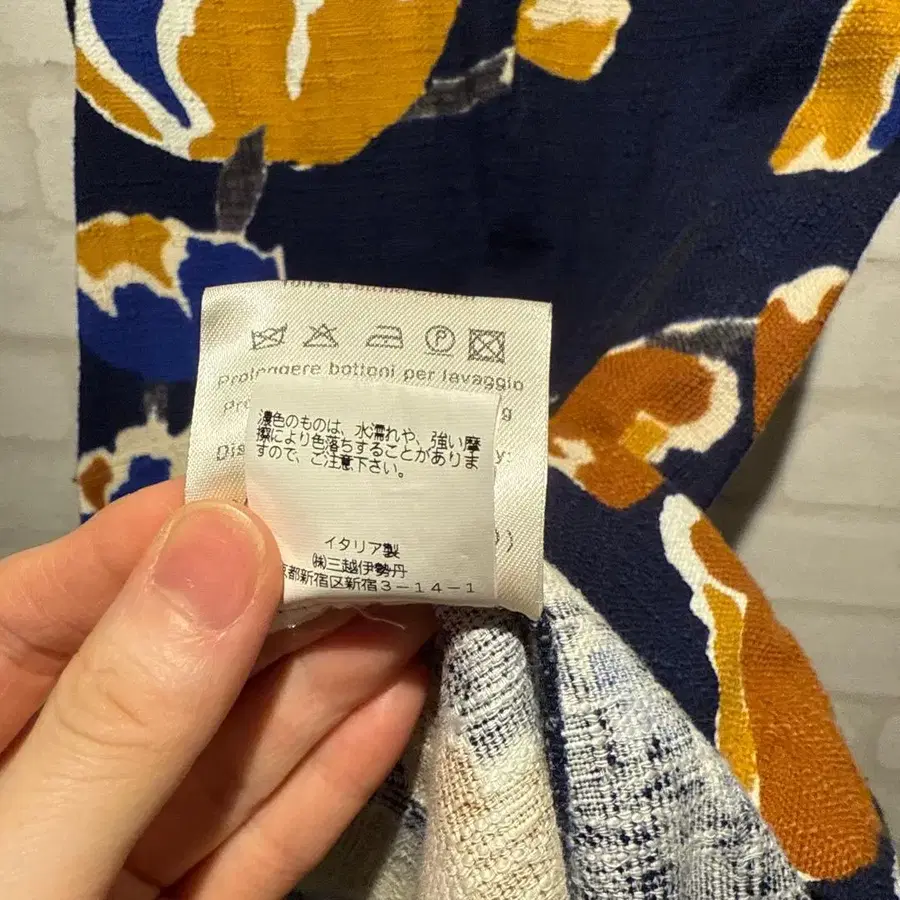 Proteggere bottoni per lavaggio
濃色のものは、水濡れや、強い摩
擦により色落ちすることがありま
すので、ご注意下さい。
イタリア製
㈱三越伊勢丹
京都新宿区新宿3-14-1